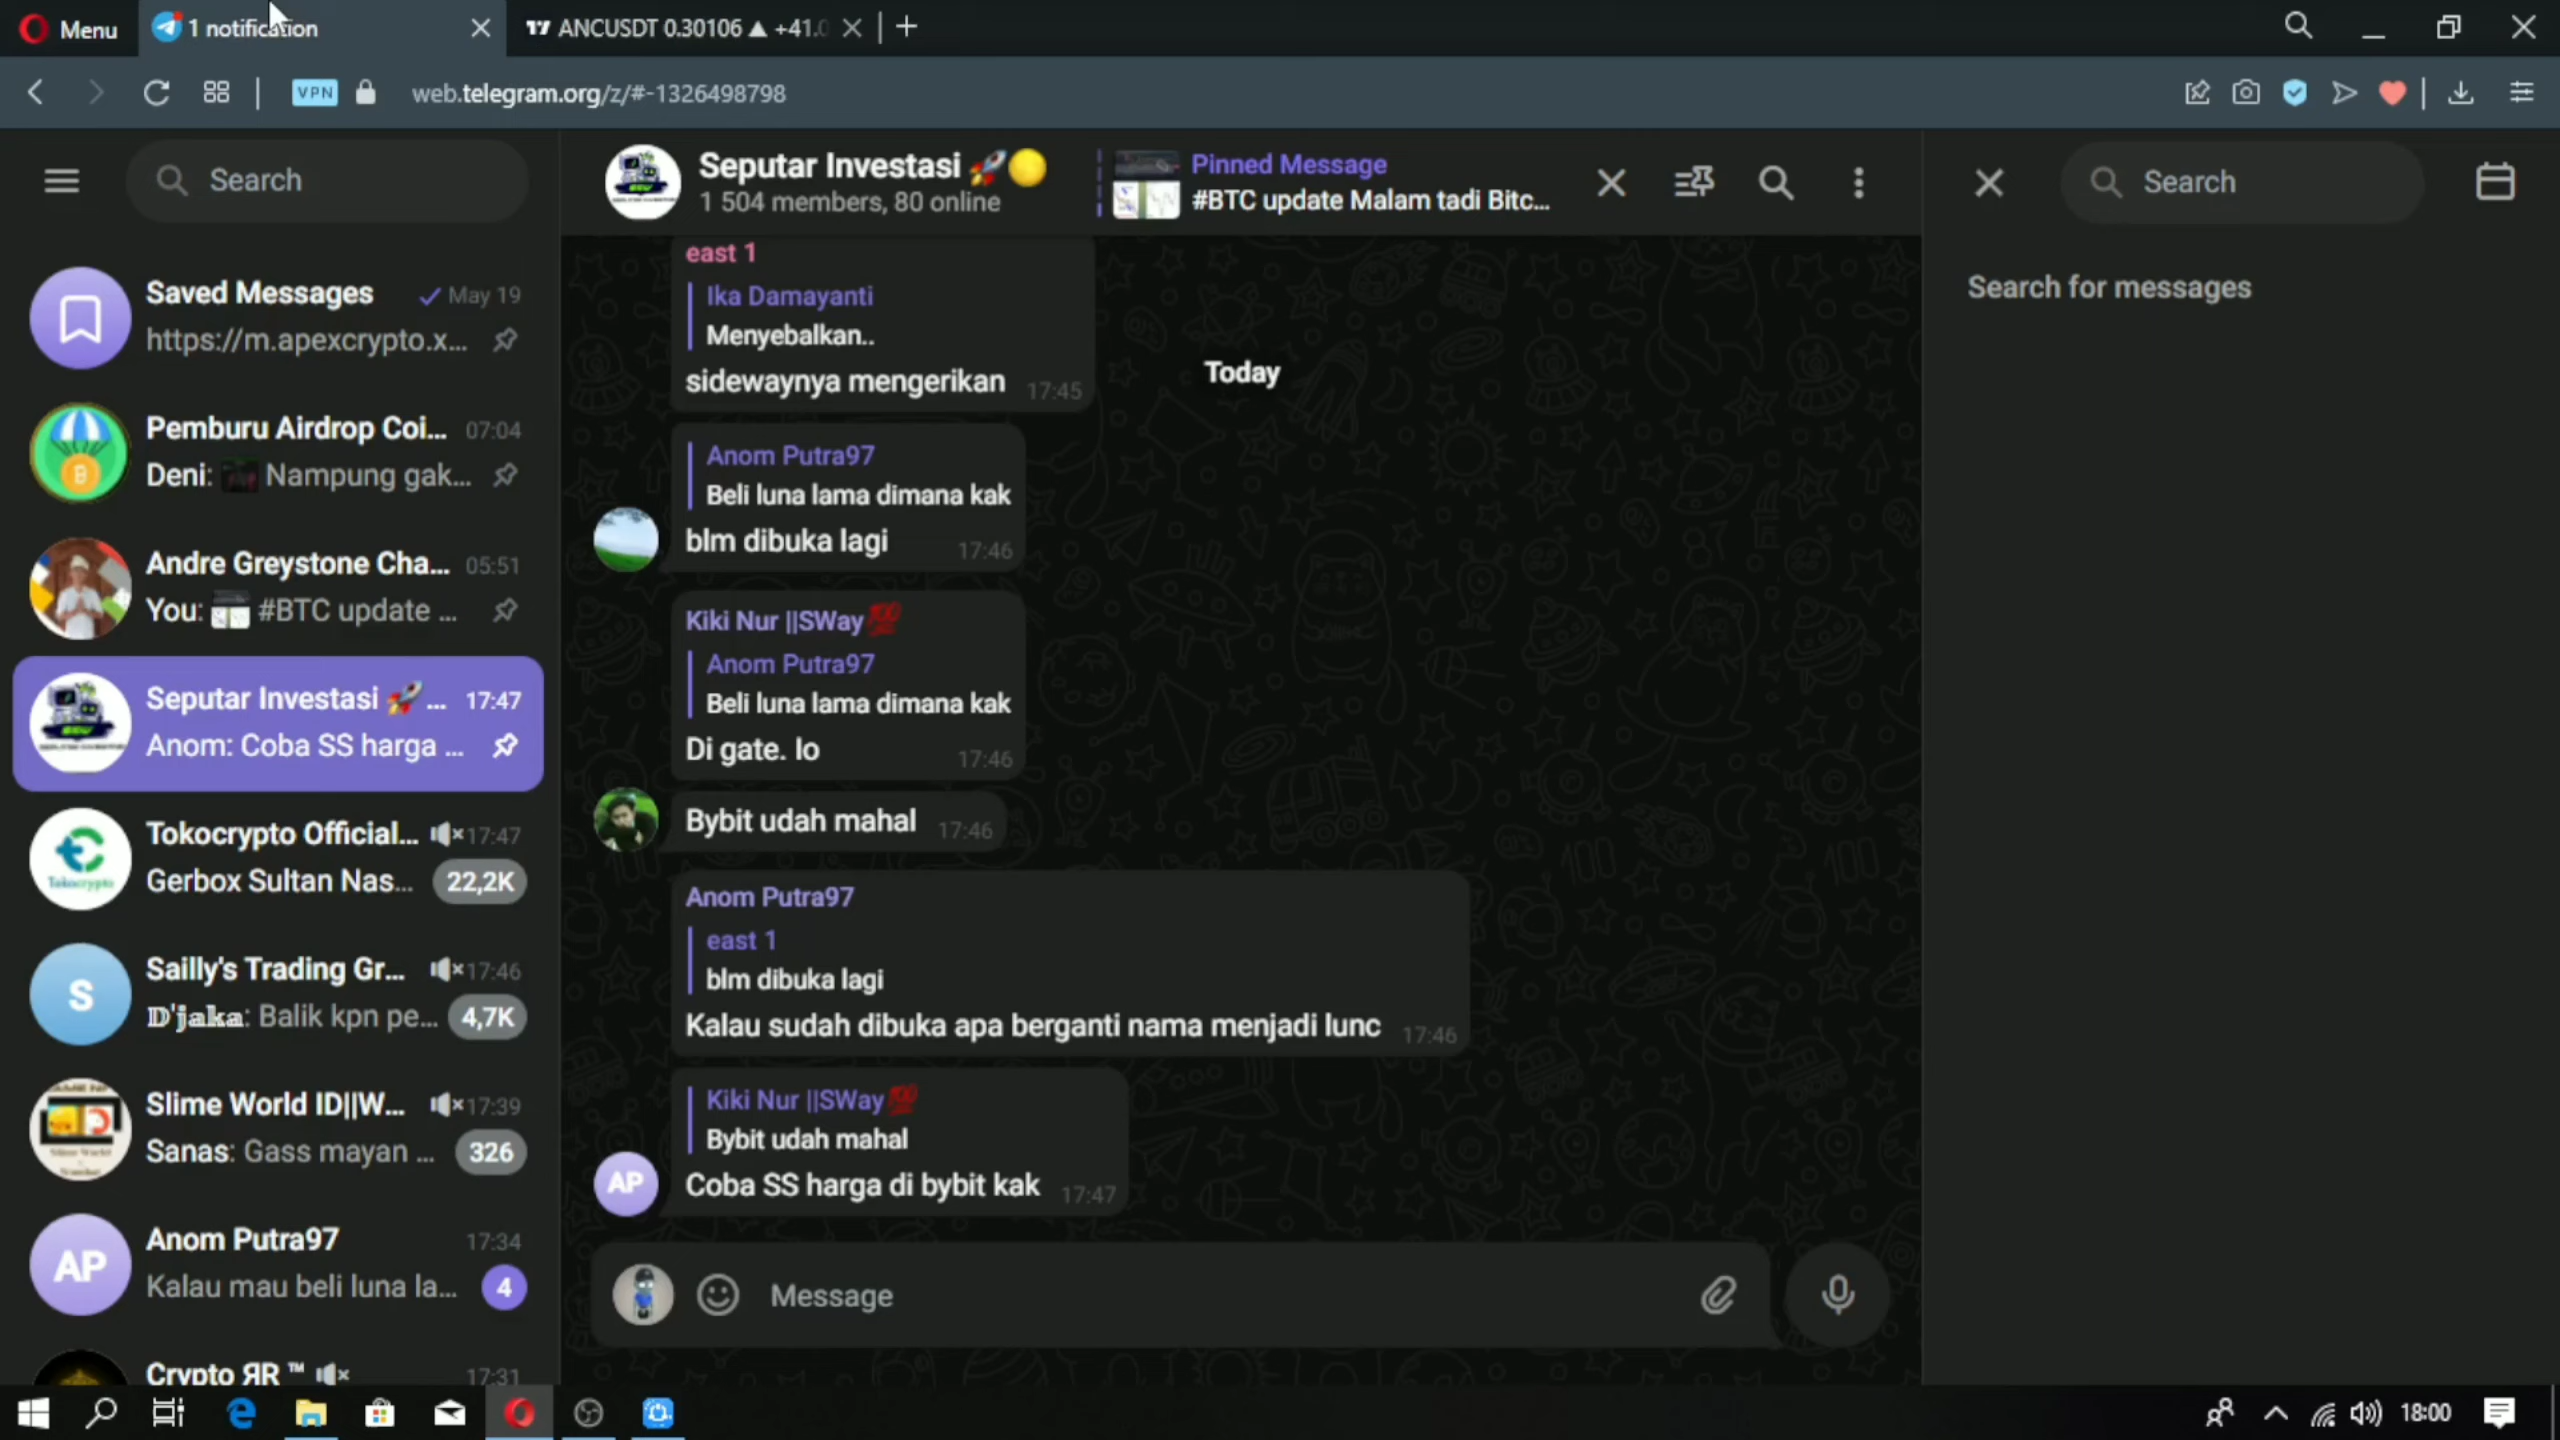 Menu
1 notification
ANCUSDT 0.30106 ▲ +41.0
VPN
web.telegram.org/z/#-1326498798
Search
Saved Messages
May 19
https://m.apexcrypto.x...
Pemburu Airdrop Coi...
07:04
Deni: Nampung gak...
Andre Greystone Cha...
05:51
You: #BTC update ...
Seputar Investasi 🚀...
17:47
Anom: Coba SS harga ...
Tokocrypto Official...
17:47
Gerbox Sultan Nas...
22,2K
Tokocrypto
S
Sailly's Trading Gr...
17:46
𝔻'𝕛𝕒𝕜𝕒: Balik kpn pe...
4,7K
Slime World ID||W...
17:39
Sanas: Gass mayan ...
326
AP
Anom Putra97
17:34
Kalau mau beli luna la...
4
Crypto ЯR ™
17:31
Seputar Investasi 🚀🟡
1 504 members, 80 online
Pinned Message
#BTC update Malam tadi Bitc...
Today
east 1
Ika Damayanti
Menyebalkan..
sidewaynya mengerikan
17:45
Anom Putra97
Beli luna lama dimana kak
blm dibuka lagi
17:46
Kiki Nur ||SWay💯
Anom Putra97
Beli luna lama dimana kak
Di gate. Io
17:46
Bybit udah mahal
17:46
Anom Putra97
east 1
blm dibuka lagi
Kalau sudah dibuka apa berganti nama menjadi lunc
17:46
Kiki Nur ||SWay💯
Bybit udah mahal
AP
Coba SS harga di bybit kak
17:47
Message
Search
Search for messages
18:00